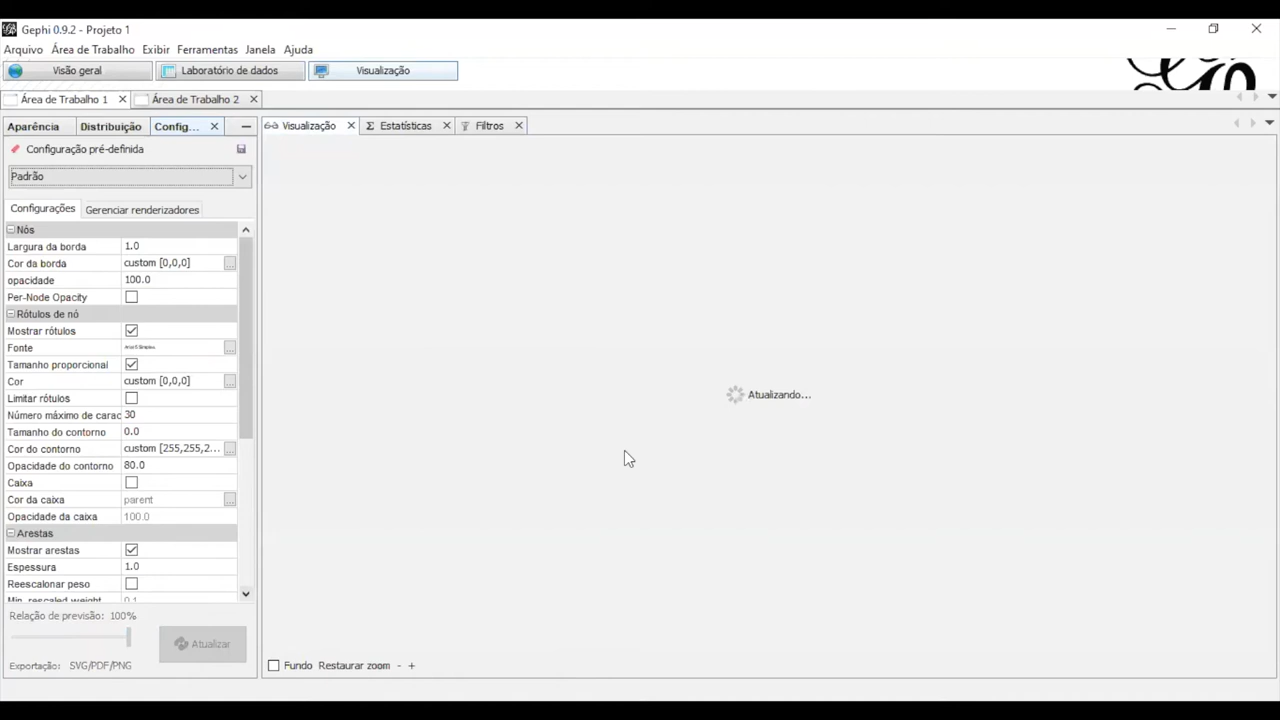 Gephi 0.9.2 - Projeto 1
Arquivo Área de Trabalho Exibir Ferramentas Janela Ajuda
Visão geral Laboratório de dados Visualização
Área de Trabalho 1 Área de Trabalho 2
Aparência Distribuição Config... Visualização Estatísticas Filtros
Configuração pré-definida
Padrão
Configurações Gerenciar renderizadores
Nós
Largura da borda 1.0
Cor da borda custom [0,0,0] ...
opacidade 100.0
Per-Node Opacity
Rótulos de nó
Mostrar rótulos
Fonte ...
Tamanho proporcional
Cor custom [0,0,0] ...
Limitar rótulos
Número máximo de carac 30
Tamanho do contorno 0.0
Cor do contorno custom [255,255,2... ...
Opacidade do contorno 80.0
Caixa
Cor da caixa parent ...
Opacidade da caixa 100.0
Arestas
Mostrar arestas
Espessura 1.0
Reescalonar peso
Min. rescaled weight 0.1
Relação de previsão: 100%
Atualizar
Exportação: SVG/PDF/PNG
Atualizando...
Fundo Restaurar zoom - +